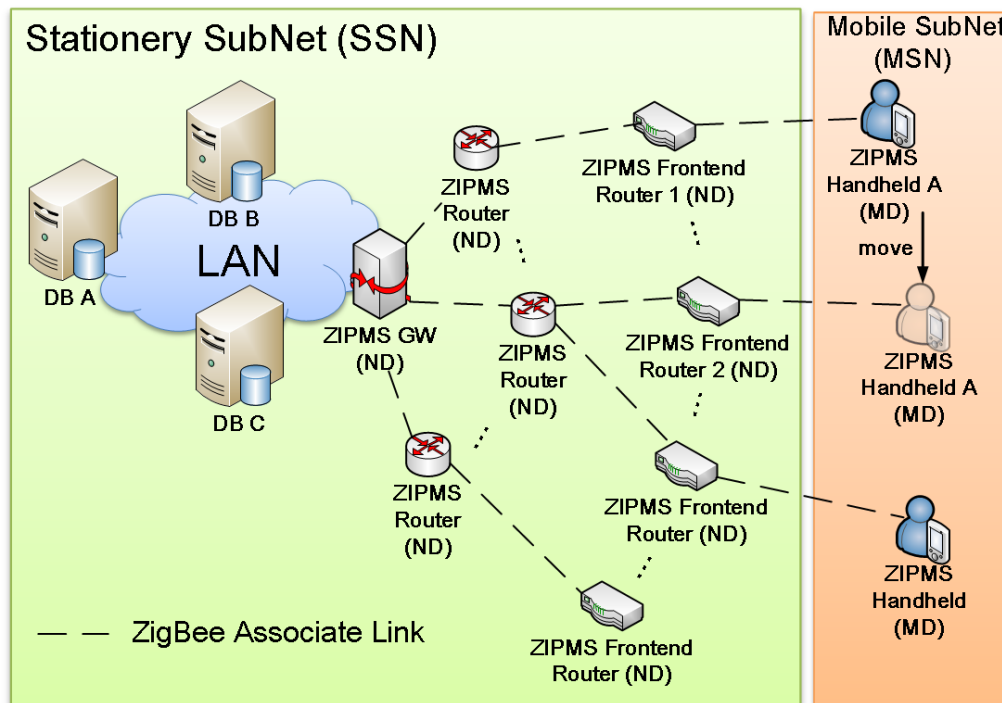 Stationery SubNet (SSN)
Mobile SubNet
(MSN)
DB A
DB B
DB C
LAN
ZIPMS GW
(ND)
ZIPMS
Router
(ND)
ZIPMS Frontend
Router 1 (ND)
ZIPMS
Handheld A
(MD)
move
ZIPMS
Router
(ND)
ZIPMS Frontend
Router 2 (ND)
ZIPMS
Handheld A
(MD)
ZIPMS
Router
(ND)
ZIPMS Frontend
Router (ND)
ZIPMS
Handheld
(MD)
ZIPMS Frontend
Router (ND)
ZigBee Associate Link